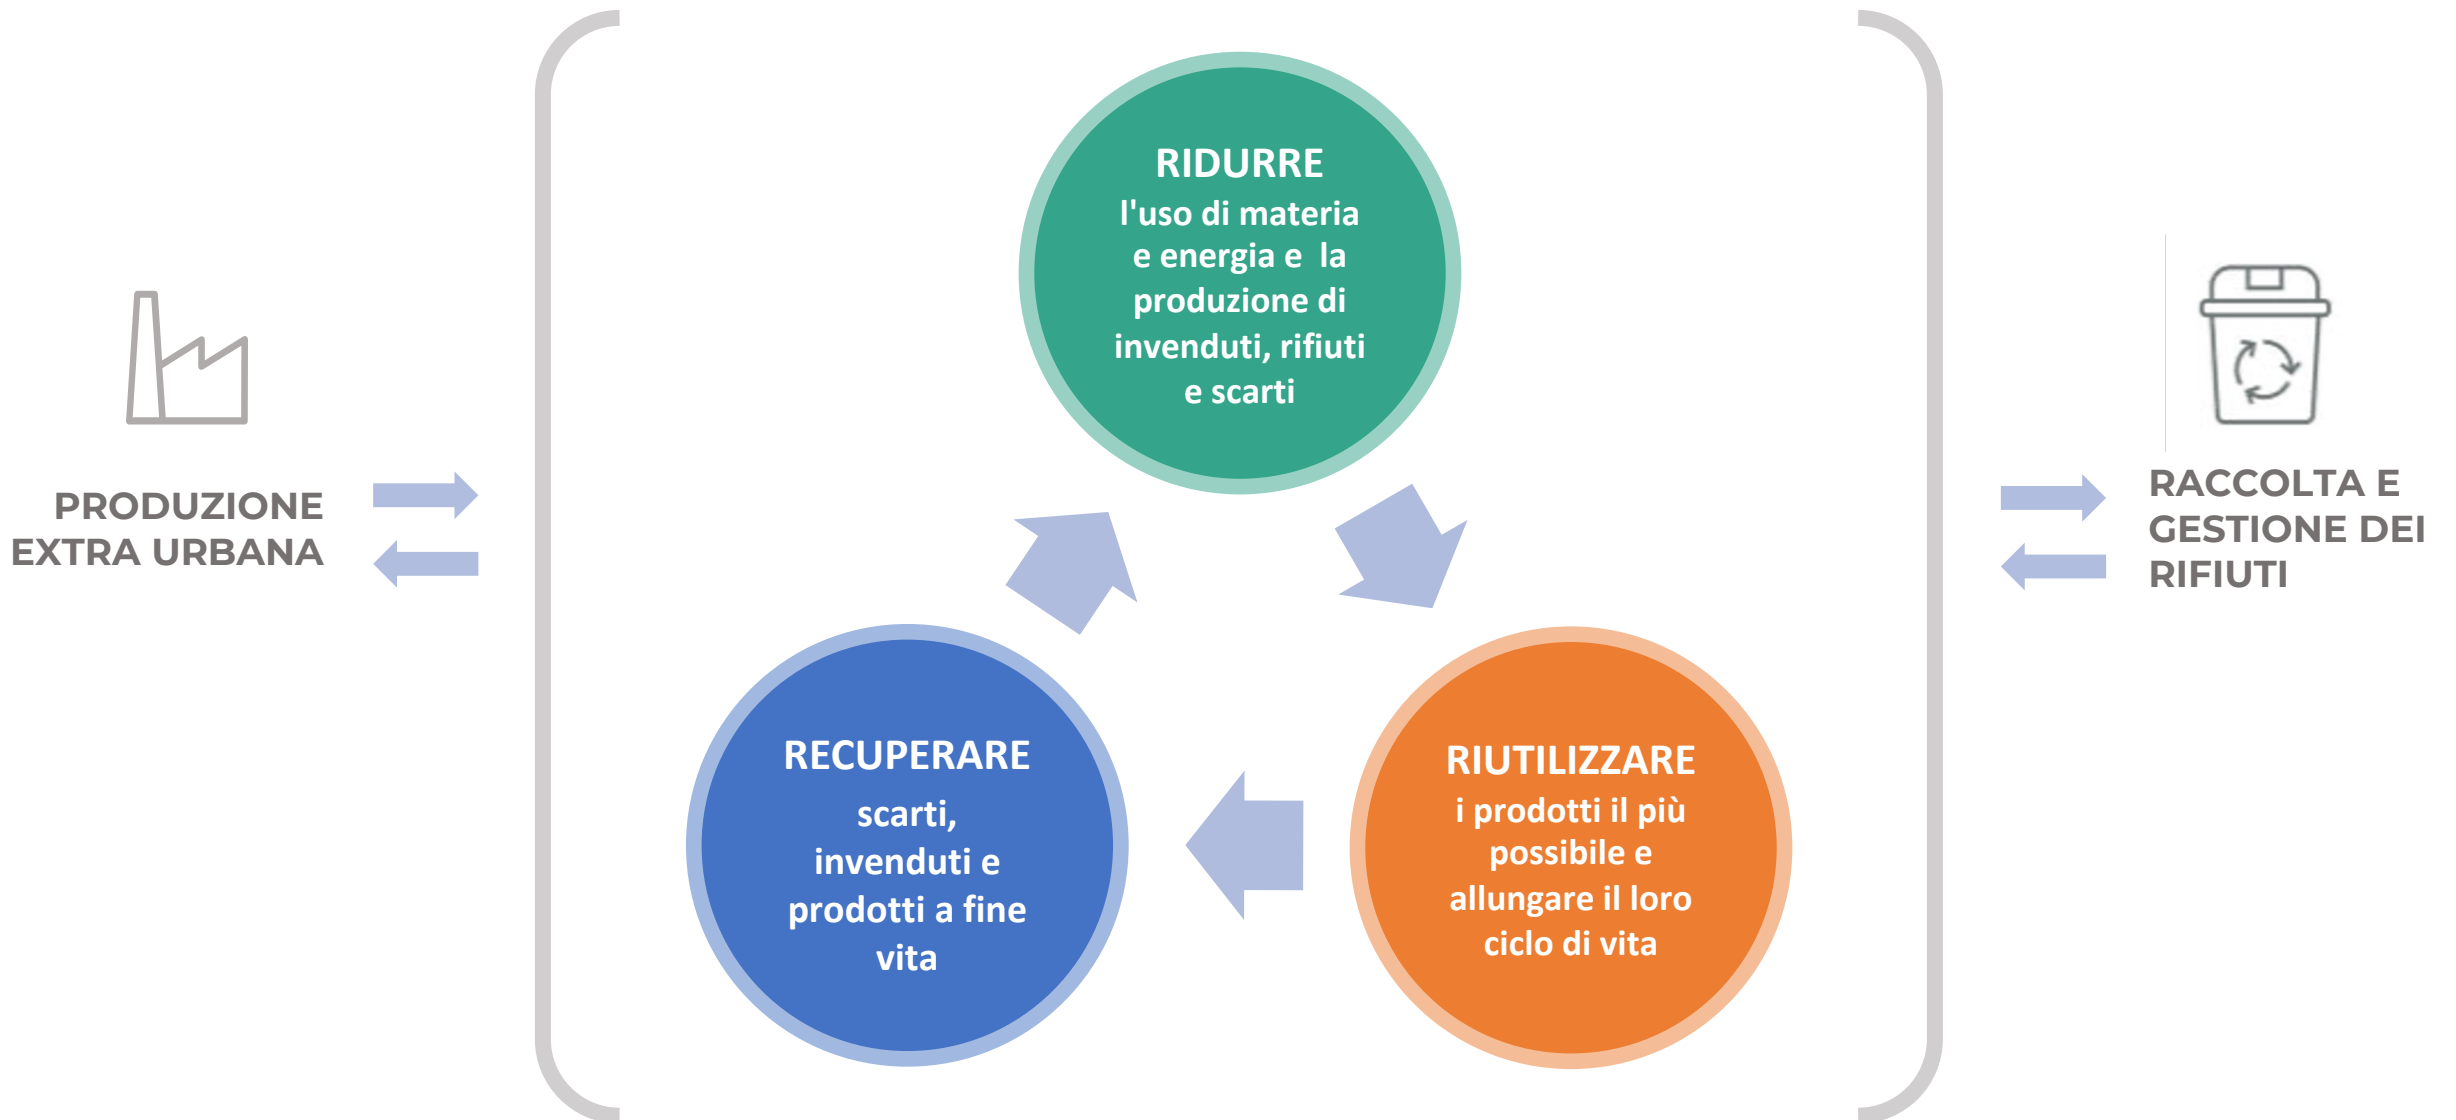 RIDURRE
l'uso di materia
e energia e  la
produzione di
invenduti, rifiuti
e scarti
PRODUZIONE
EXTRA URBANA
RACCOLTA E
GESTIONE DEI
RIFIUTI
RECUPERARE
scarti,
invenduti e
prodotti a fine
vita
RIUTILIZZARE
i prodotti il più
possibile e
allungare il loro
ciclo di vita